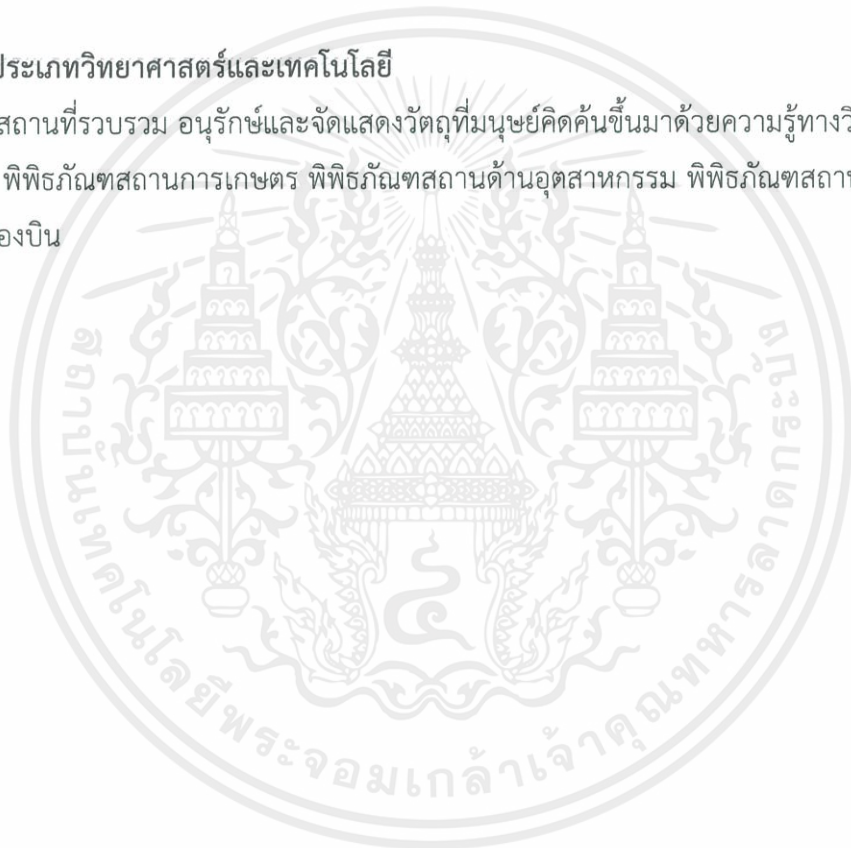 ประเภทวิทยาศาสตร์และเทคโนโลยี
สถานที่รวบรวม อนุรักษ์และจัดแสดงวัตถุที่มนุษย์คิดค้นขึ้นมาด้วยความรู้ทางวิ
พิพิธภัณฑสถานการเกษตร พิพิธภัณฑสถานด้านอุตสาหกรรม พิพิธภัณฑสถาน
องบิน
สถาบันเทคโนโลยีพระจอมเกล้าเจ้าคุณทหารลาดกระบัง
๔